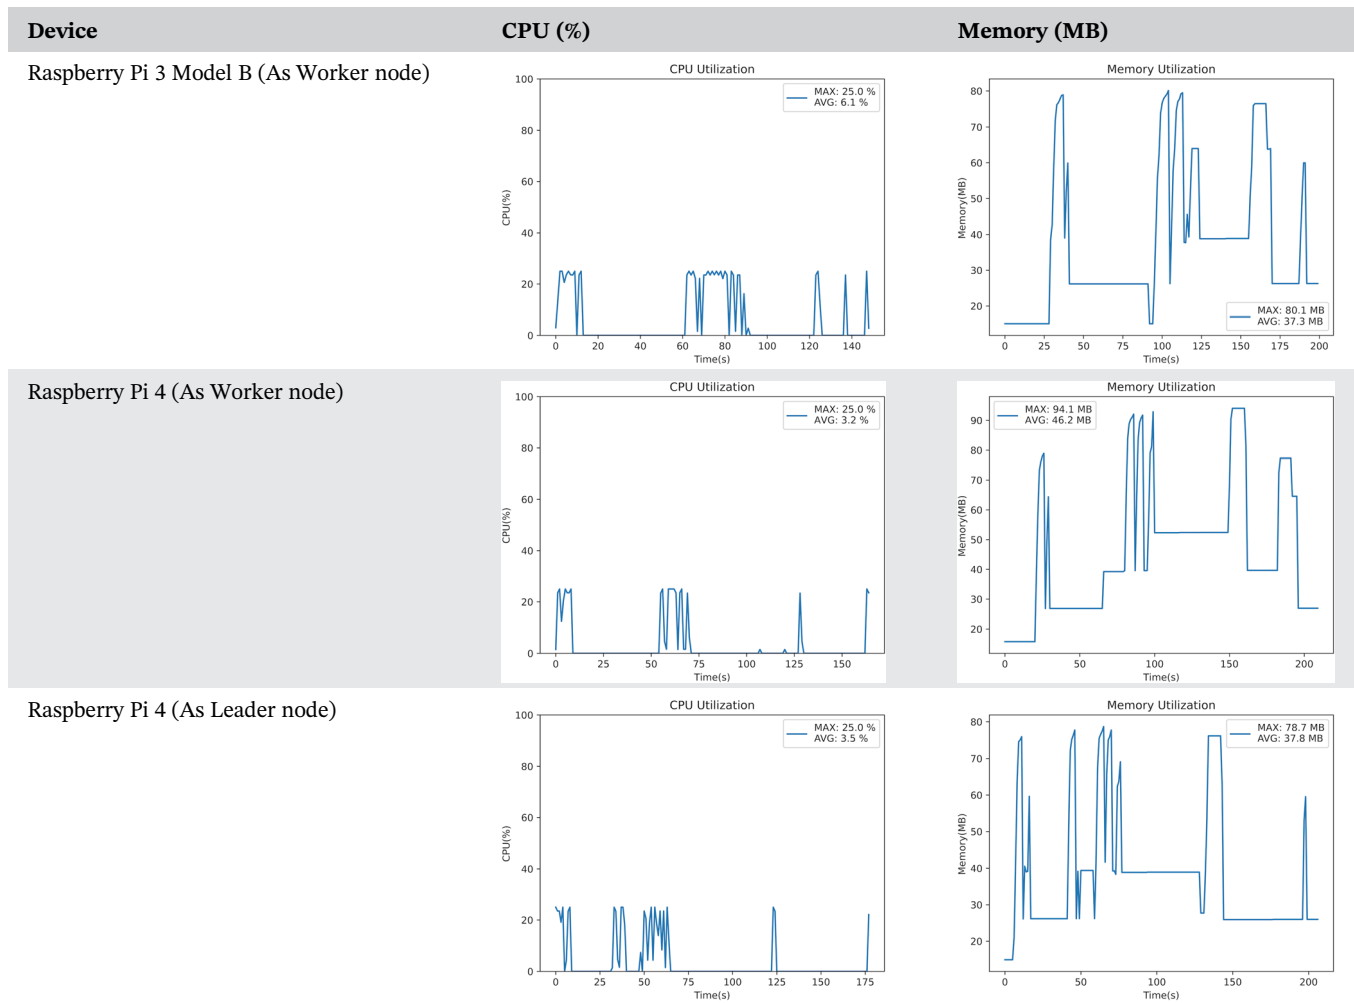 Device CPU (%) Memory (MB)
Raspberry Pi 3 Model B (As Worker node)
CPU Utilization
MAX: 25.0 %
AVG: 6.1 %
CPU(%)
100
80
60
40
20
0
0 20 40 60 80 100 120 140
Time(s)
Memory Utilization
MAX: 80.1 MB
AVG: 37.3 MB
Memory(MB)
80
70
60
50
40
30
20
0 25 50 75 100 125 150 175 200
Time(s)
Raspberry Pi 4 (As Worker node)
CPU Utilization
MAX: 25.0 %
AVG: 3.2 %
CPU(%)
100
80
60
40
20
0
0 25 50 75 100 125 150
Time(s)
Memory Utilization
MAX: 94.1 MB
AVG: 46.2 MB
Memory(MB)
90
80
70
60
50
40
30
20
0 50 100 150 200
Time(s)
Raspberry Pi 4 (As Leader node)
CPU Utilization
MAX: 25.0 %
AVG: 3.5 %
CPU(%)
100
80
60
40
20
0
0 25 50 75 100 125 150 175
Time(s)
Memory Utilization
MAX: 78.7 MB
AVG: 37.8 MB
Memory(MB)
80
70
60
50
40
30
20
0 50 100 150 200
Time(s)